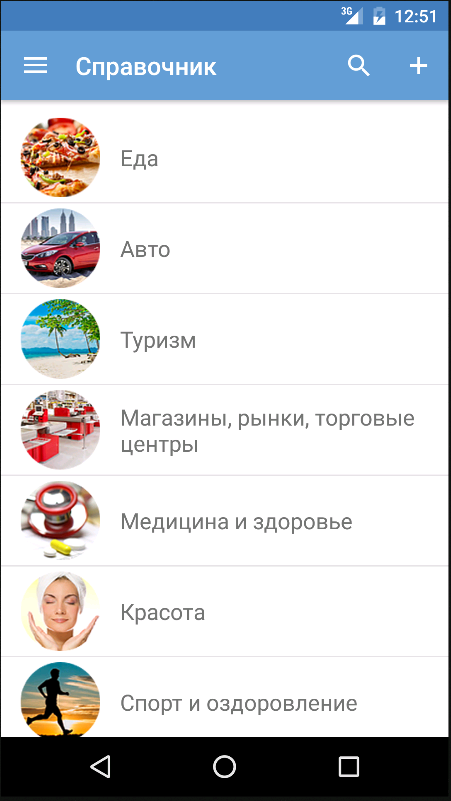 3G 12:51
Справочник
Еда
Авто
Туризм
Магазины, рынки, торговые
центры
Медицина и здоровье
Красота
Спорт и оздоровление